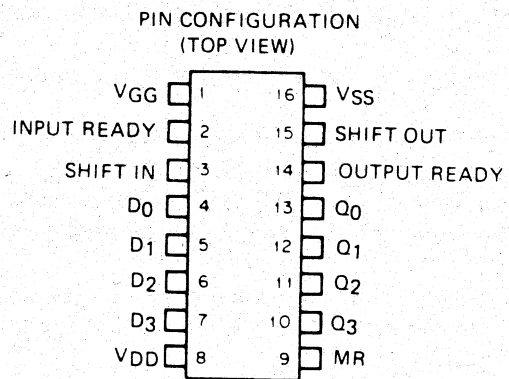 PIN CONFIGURATION
(TOP VIEW)
VGG 1 16 VSS
INPUT READY 2 15 SHIFT OUT
SHIFT IN 3 14 OUTPUT READY
D0 4 13 Q0
D1 5 12 Q1
D2 6 11 Q2
D3 7 10 Q3
VDD 8 9 MR